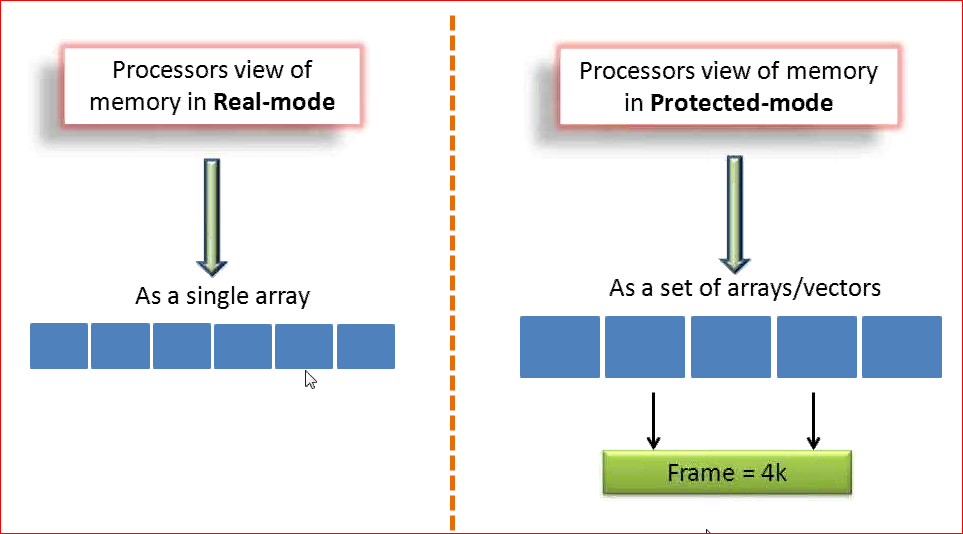 Processors view of
memory in Real-mode
As a single array
Processors view of memory
in Protected-mode
As a set of arrays/vectors
Frame = 4k